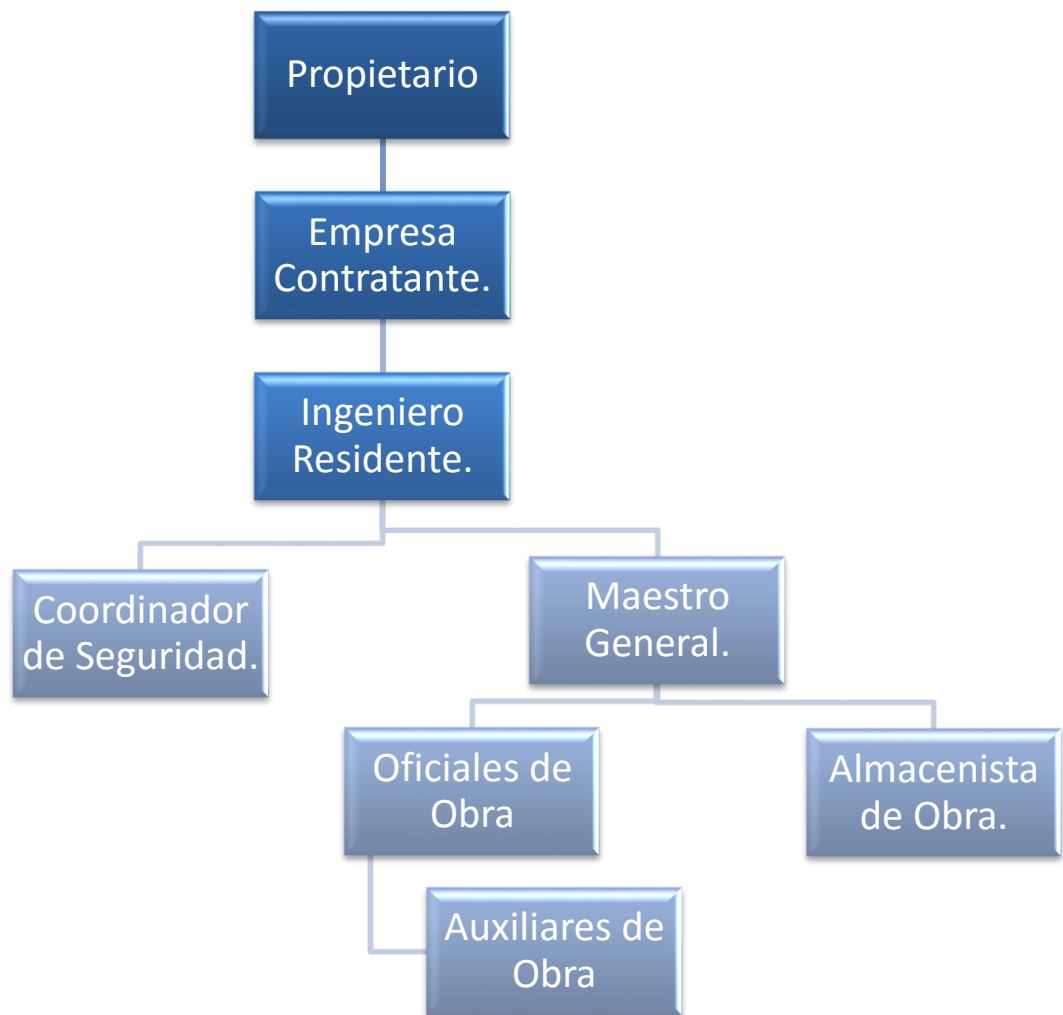 Propietario
Empresa
Contratante.
Ingeniero
Residente.
Coordinador
de Seguridad.
Maestro
General.
Oficiales de
Obra
Almacenista
de Obra.
Auxiliares de
Obra